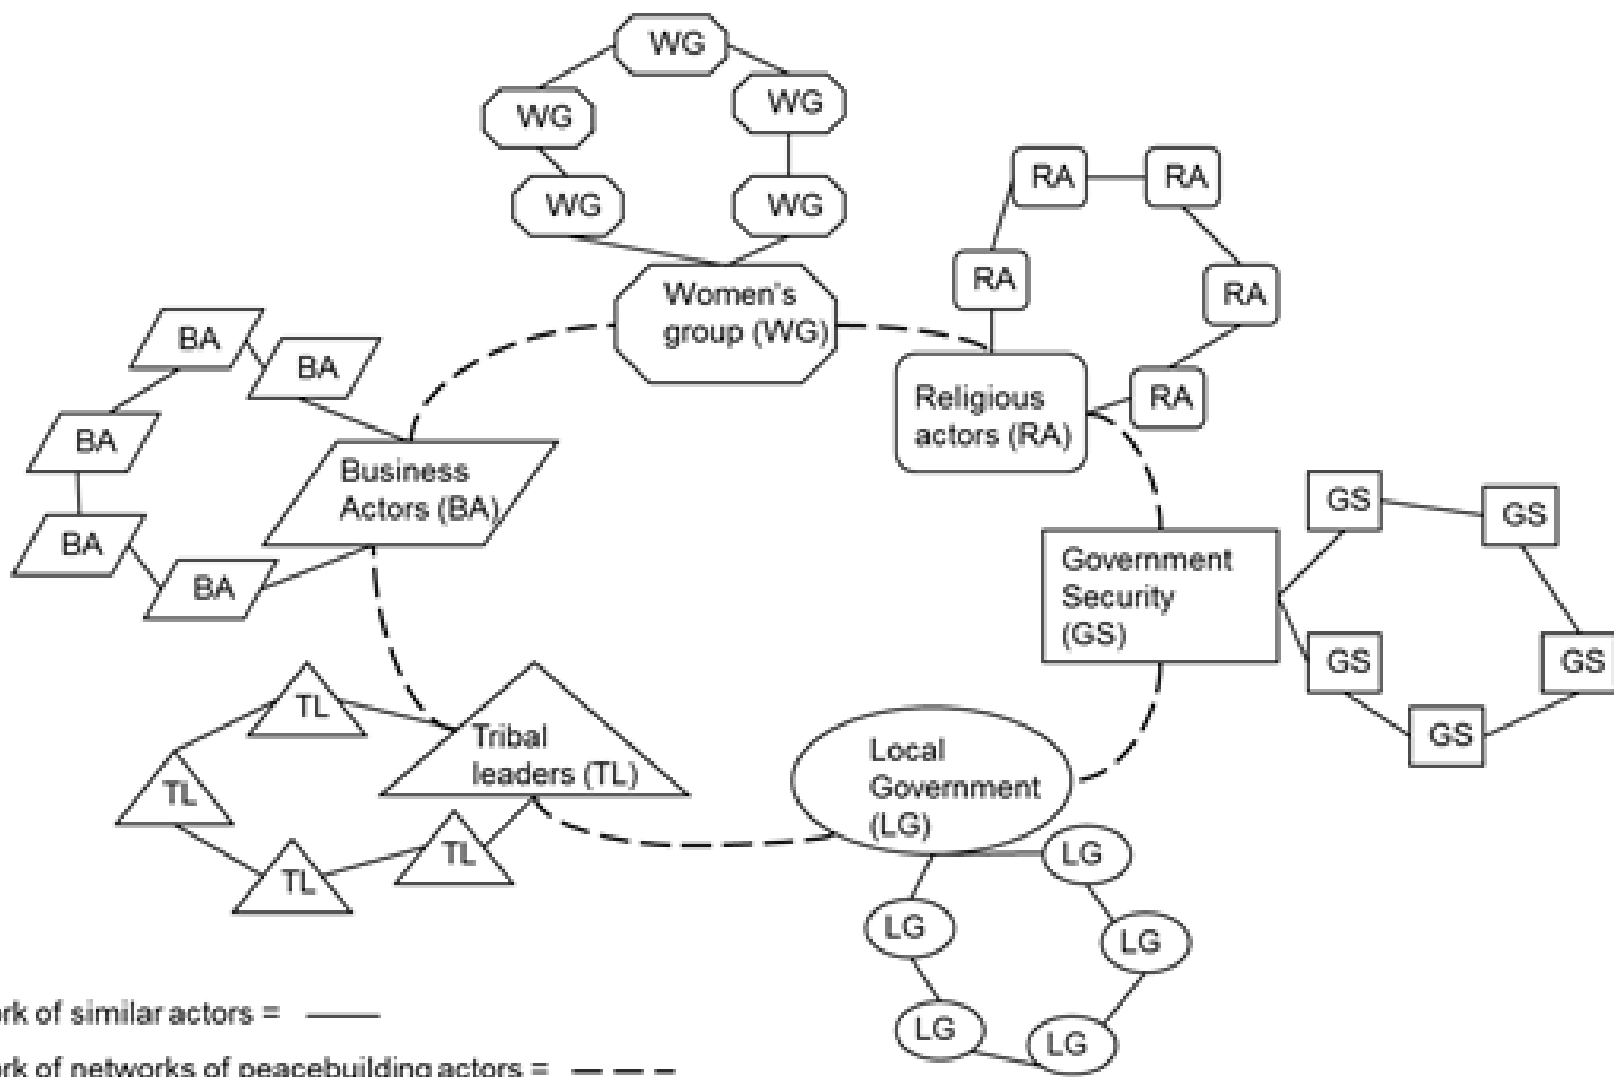 WG
WG
WG
WG
WG
Women's
group (WG)
RA
RA
RA
RA
RA
Religious
actors (RA)
BA
BA
BA
BA
BA
Business
Actors (BA)
GS
GS
GS
GS
GS
Government
Security
(GS)
TL
TL
TL
TL
Tribal
leaders (TL)
Local
Government
(LG)
LG
LG
LG
LG
LG
of similar actors =
of networks of peacebuilding actors =